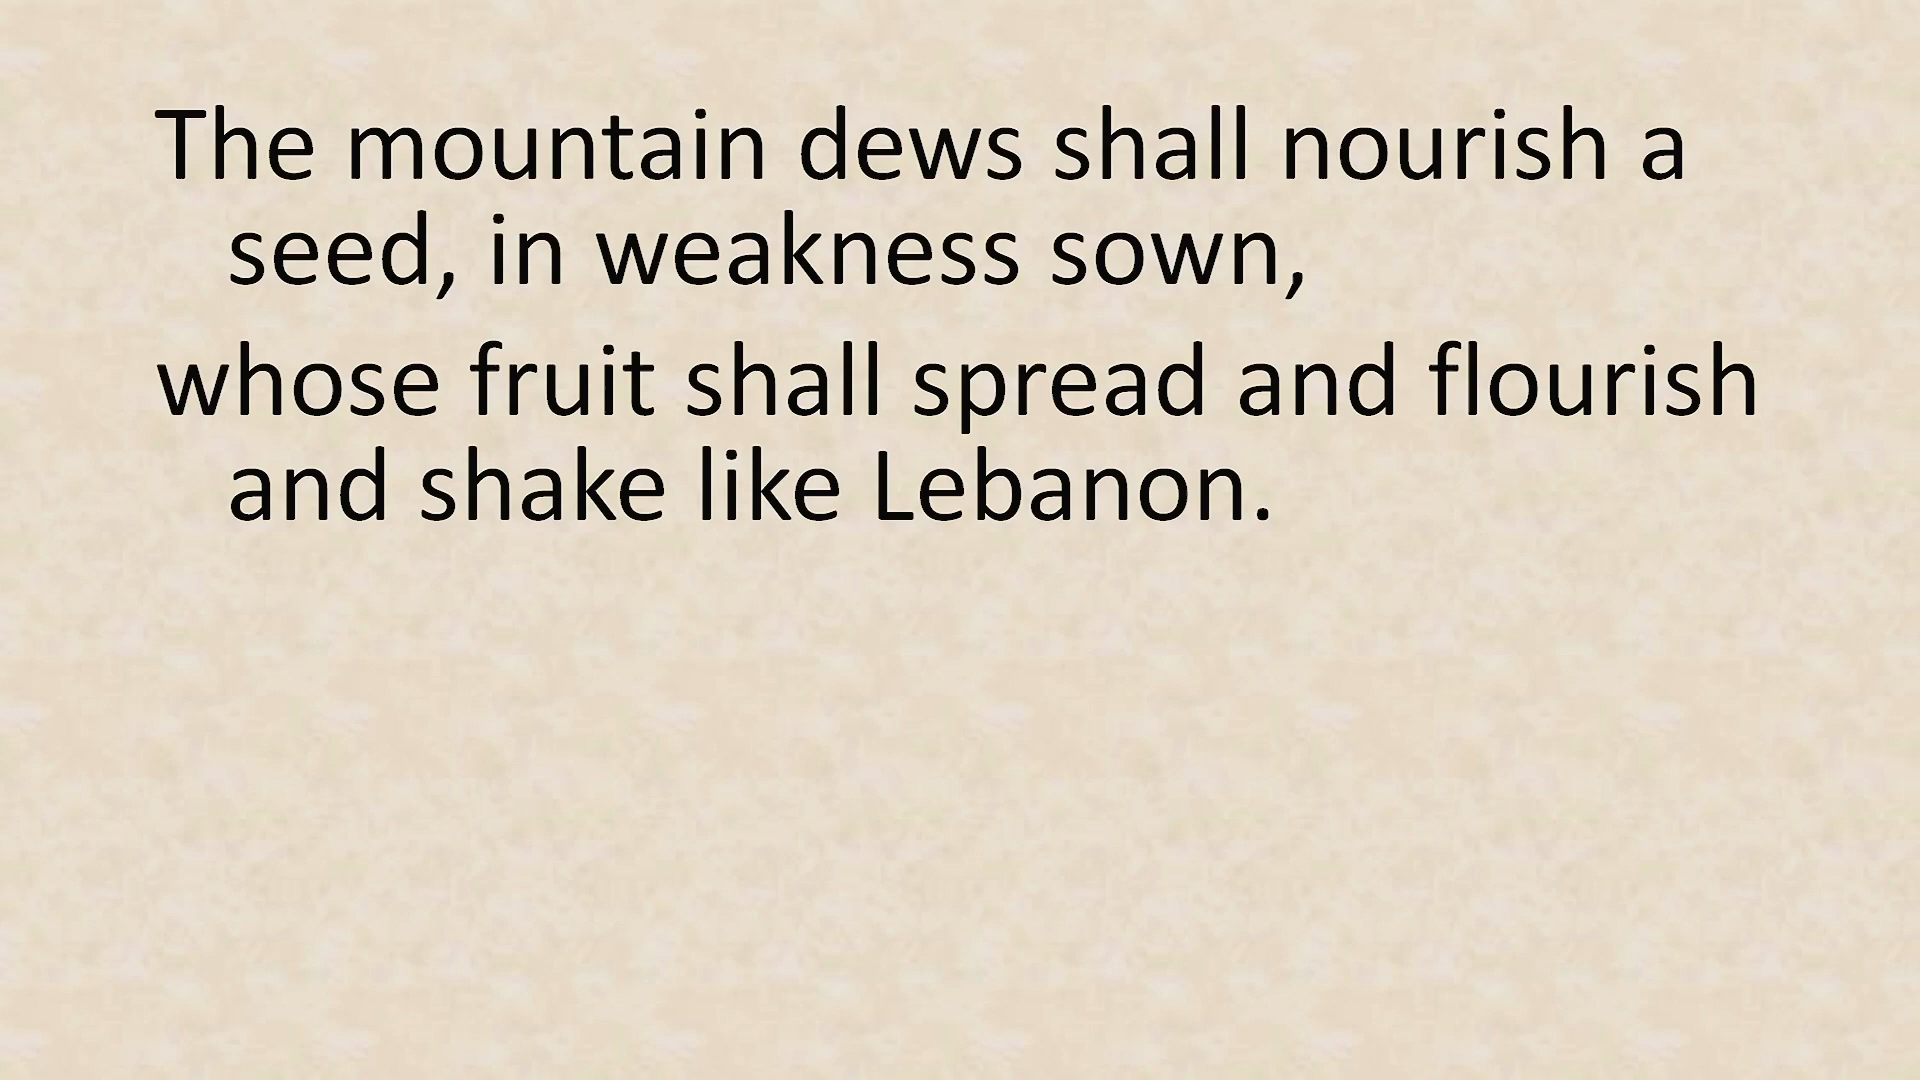 The mountain dews shall nourish a
seed, in weakness sown,
whose fruit shall spread and flourish
and shake like Lebanon.